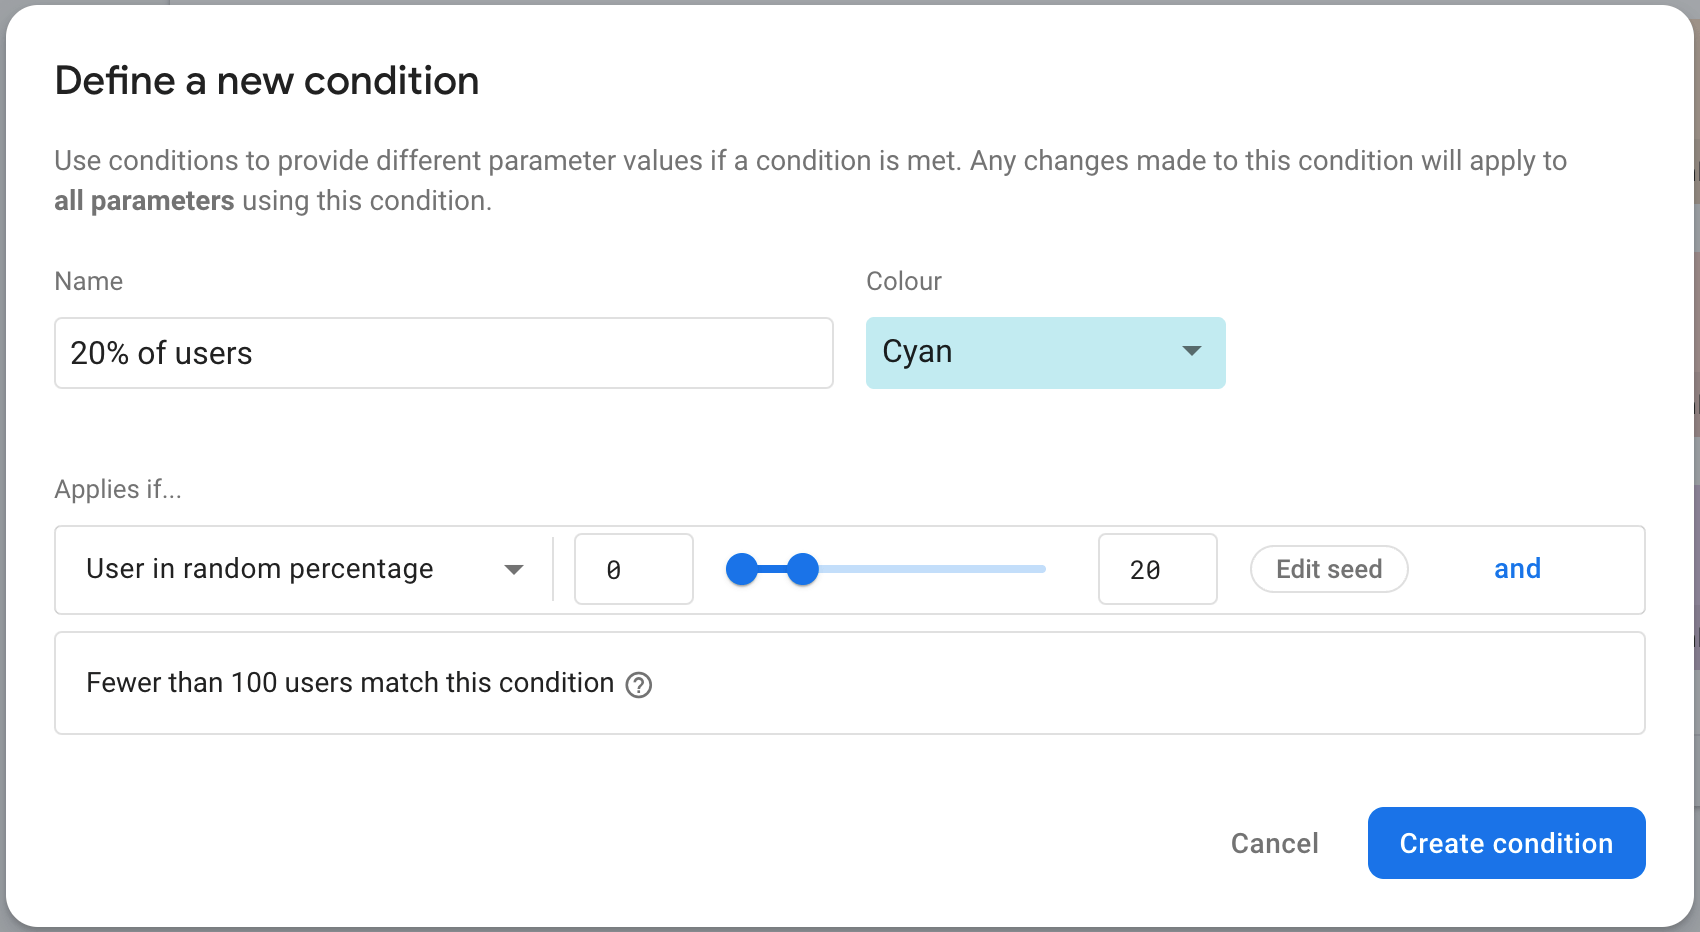 Define a new condition
Use conditions to provide different parameter values if a condition is met. Any changes made to this condition will apply to
all parameters using this condition.
Name
Colour
20% of users
Cyan
Applies if...
User in random percentage
0
20
Edit seed
and
Fewer than 100 users match this condition
Cancel
Create condition